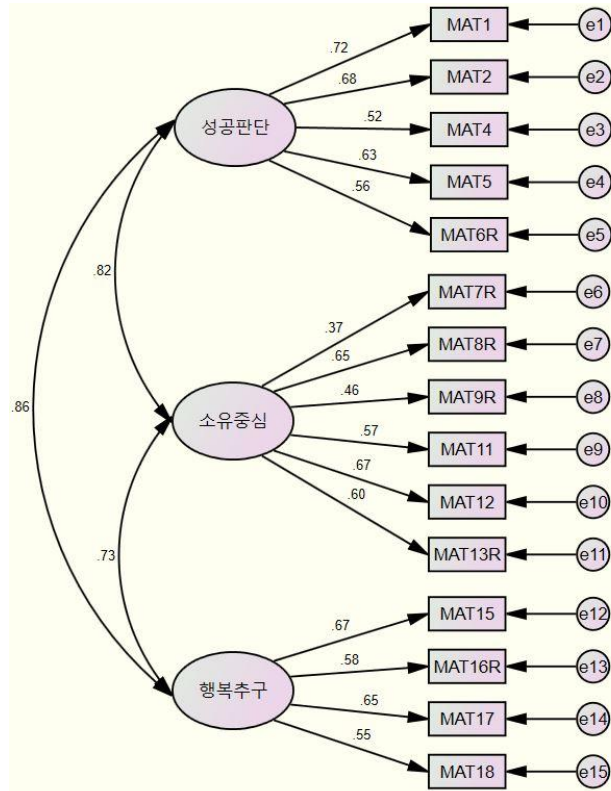 MAT1
e1
.72
MAT2
e2
.68
성공판단
MAT4
e3
.52
MAT5
e4
.63
MAT6R
e5
.56
.82
MAT7R
e6
.37
MAT8R
e7
.65
.86
MAT9R
e8
.46
소유중심
MAT11
e9
.57
MAT12
e10
.67
MAT13R
e11
.60
.73
MAT15
e12
.67
MAT16R
e13
.58
행복추구
MAT17
e14
.65
MAT18
e15
.55